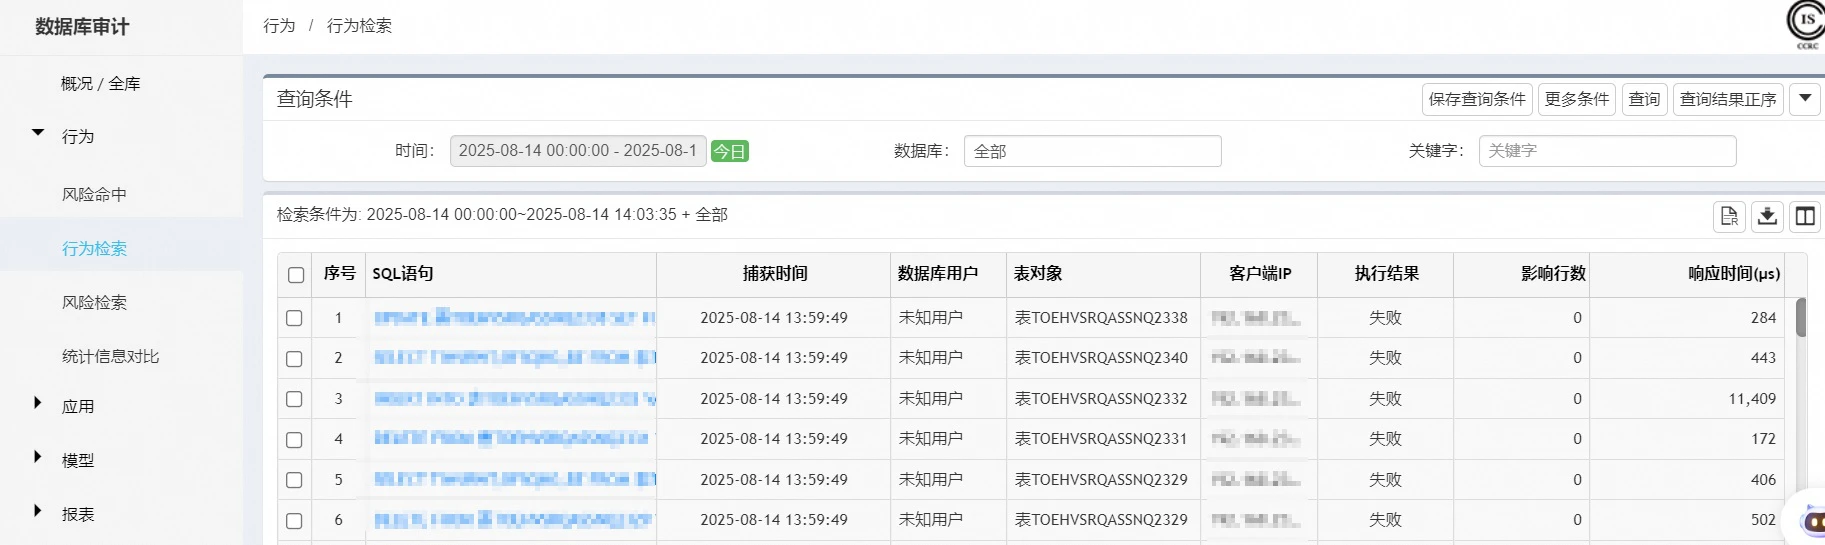 数据库审计
行为 / 行为检索
IS
CCRC
概况 / 全库
行为
风险命中
行为检索
风险检索
统计信息对比
应用
模型
报表
查询条件
保存查询条件 更多条件 查询 查询结果正序
时间： 2025-08-14 00:00:00 - 2025-08-1 今日 数据库： 全部 关键字： 关键字
检索条件为: 2025-08-14 00:00:00~2025-08-14 14:03:35 + 全部
序号 SQL语句 捕获时间 数据库用户 表对象 客户端IP 执行结果 影响行数 响应时间(μs)
1 2025-08-14 13:59:49 未知用户 表TOEHVSRQASSNQ2338 失败 0 284
2 2025-08-14 13:59:49 未知用户 表TOEHVSRQASSNQ2340 失败 0 443
3 2025-08-14 13:59:49 未知用户 表TOEHVSRQASSNQ2332 失败 0 11,409
4 2025-08-14 13:59:49 未知用户 表TOEHVSRQASSNQ2331 失败 0 172
5 2025-08-14 13:59:49 未知用户 表TOEHVSRQASSNQ2329 失败 0 406
6 2025-08-14 13:59:49 未知用户 表TOEHVSRQASSNQ2329 失败 0 502